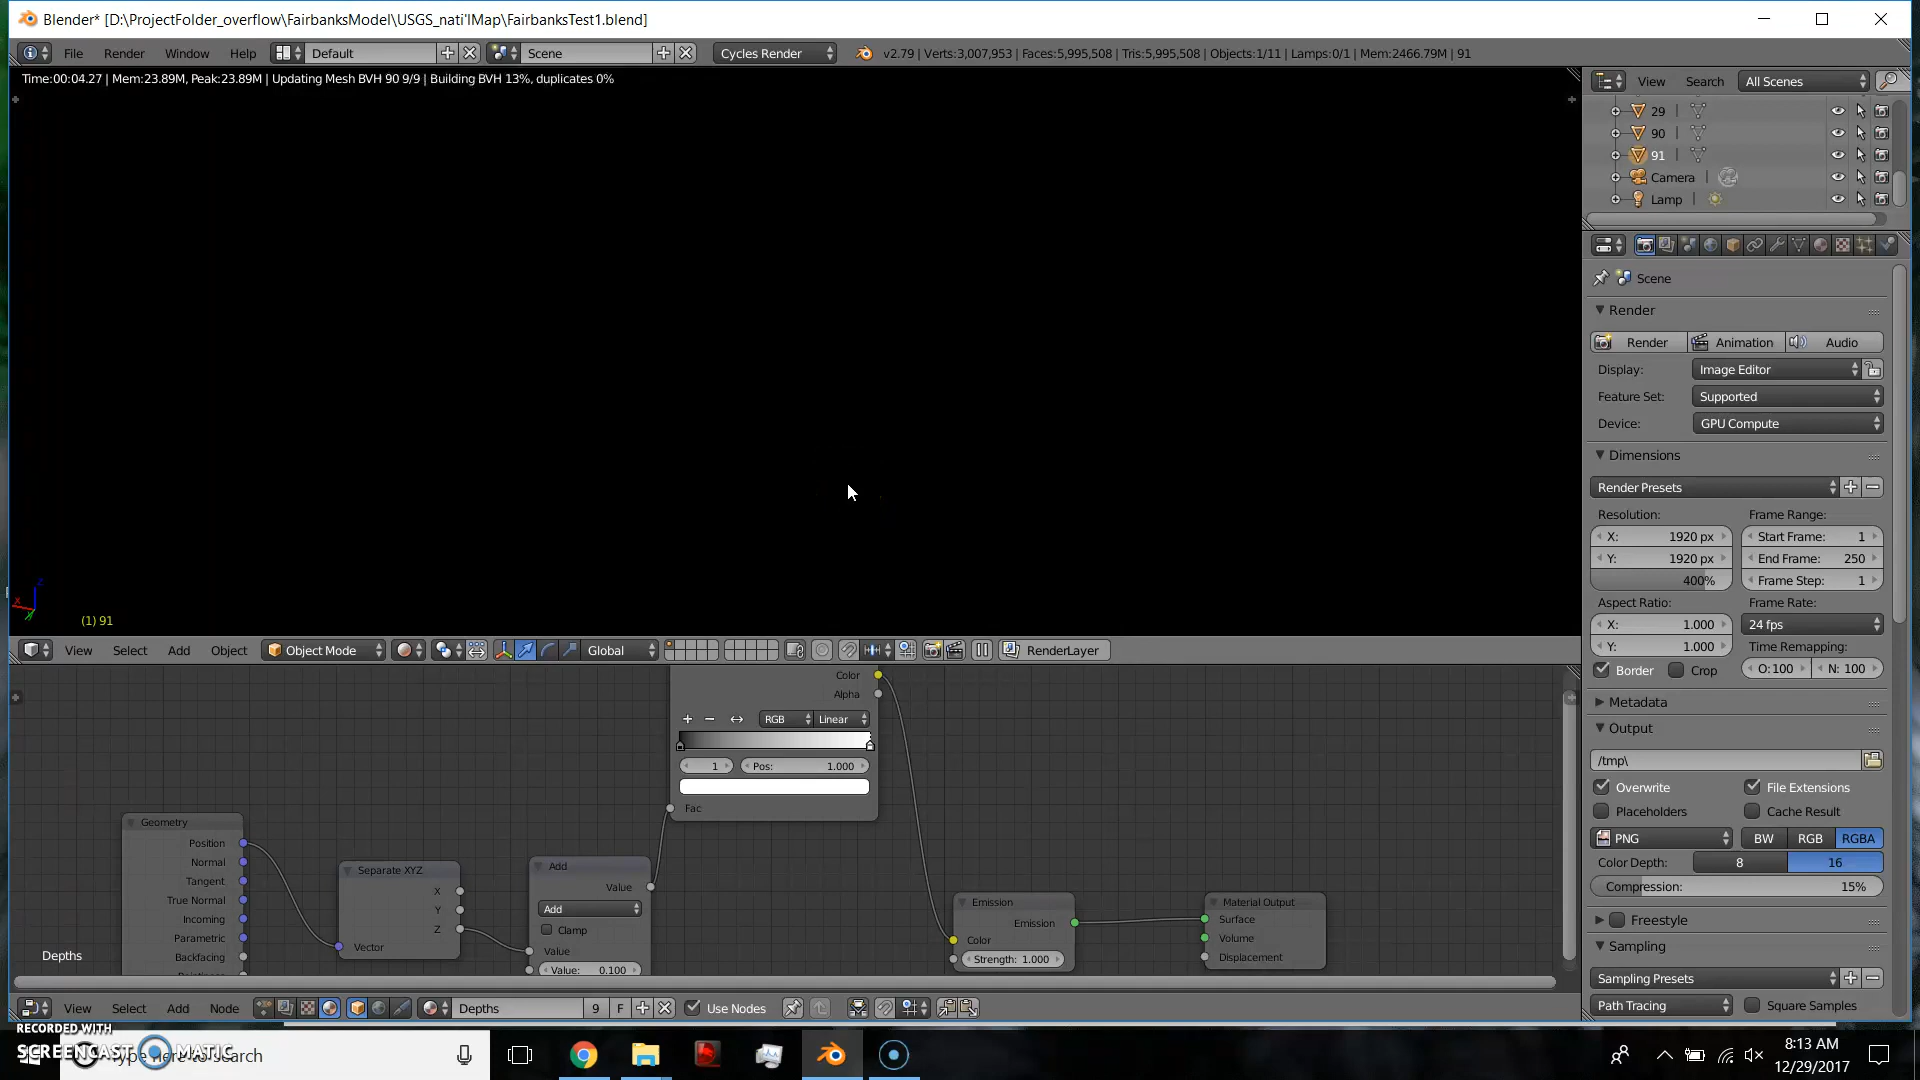 Blender* [D:\ProjectFolder_overflow\FairbanksModel\USGS_nati'lMap\FairbanksTest1.blend]
File Render Window Help Default Scene Cycles Render v2.79 | Verts:3,007,953 | Faces:5,995,508 | Tris:5,995,508 | Objects:1/11 | Lamps:0/1 | Mem:2466.79M | 91
Time:00:04.27 | Mem:23.89M, Peak:23.89M | Updating Mesh BVH 90 9/9 | Building BVH 13%, duplicates 0%
View Search All Scenes
29
90
91
Camera
Lamp
Scene
Render
Render Animation Audio
Display: Image Editor
Feature Set: Supported
Device: GPU Compute
Dimensions
Render Presets
Resolution: Frame Range:
X: 1920 px Start Frame: 1
Y: 1920 px End Frame: 250
400% Frame Step: 1
Aspect Ratio: Frame Rate:
X: 1.000 24 fps
Y: 1.000 Time Remapping:
Border Crop O:100 N: 100
Metadata
Output
/tmp\
Overwrite File Extensions
Placeholders Cache Result
PNG BW RGB RGBA
Color Depth: 8 16
Compression: 15%
Freestyle
Sampling
Sampling Presets
Path Tracing Square Samples
z
x
y
(1) 91
View Select Add Object Object Mode Global RenderLayer
Color
Alpha
RGB Linear
1 Pos: 1.000
Fac
Geometry
Position
Normal
Tangent
True Normal
Incoming
Parametric
Backfacing
Separate XYZ
X
Y
Z
Vector
Add
Value
Add
Clamp
Value
Value: 0.100
Emission
Emission
Color
Strength: 1.000
Material Output
Surface
Volume
Displacement
Depths
View Select Add Node Depths 9 F Use Nodes
RECORDED WITH
SCREENCAST MATIC
Type here to search
8:13 AM
12/29/2017